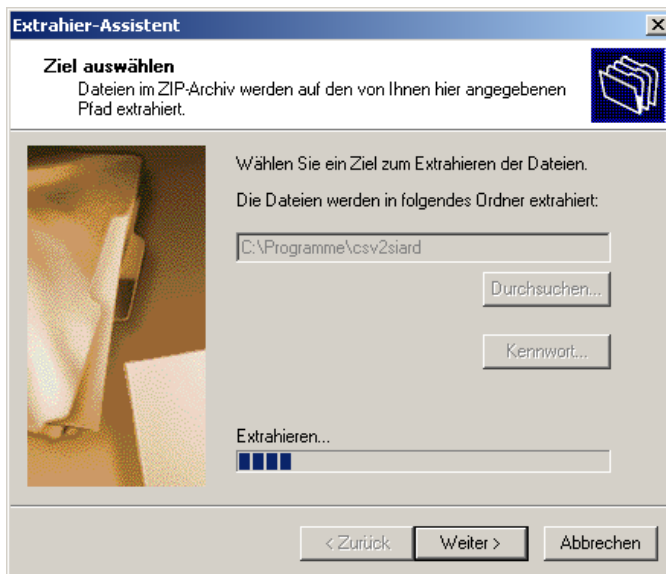 Extrahier-Assistent
Ziel auswählen
Dateien im ZIP-Archiv werden auf den von Ihnen hier angegebenen
Pfad extrahiert.
Wählen Sie ein Ziel zum Extrahieren der Dateien.
Die Dateien werden in folgendes Ordner extrahiert:
C:\Programme\csv2siard
Durchsuchen...
Kennwort...
Extrahieren...
< Zurück Weiter > Abbrechen